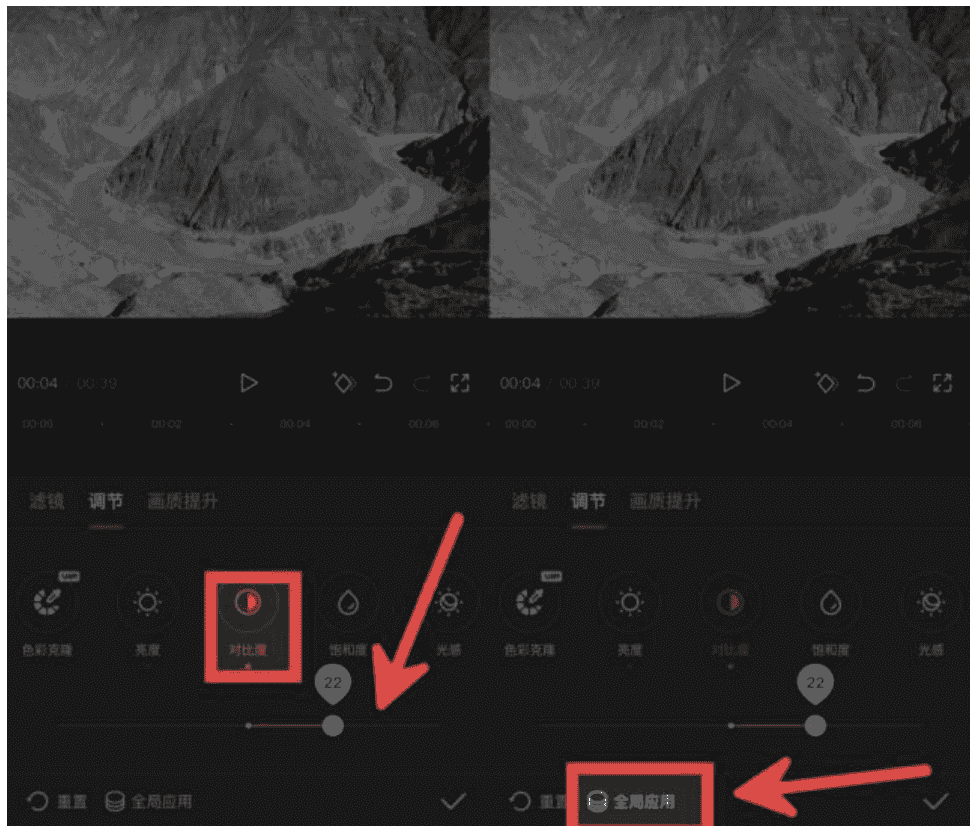 00:04 / 00:39
00:04 / 00:39
00:00 00:02 00:04 00:06
00:00 00:02 00:04 00:06
滤镜 调节 画质提升
滤镜 调节 画质提升
色彩克隆 亮度 对比度 饱和度 光感
色彩克隆 亮度 对比度 饱和度 光感
22
22
重置 全局应用
重置 全局应用